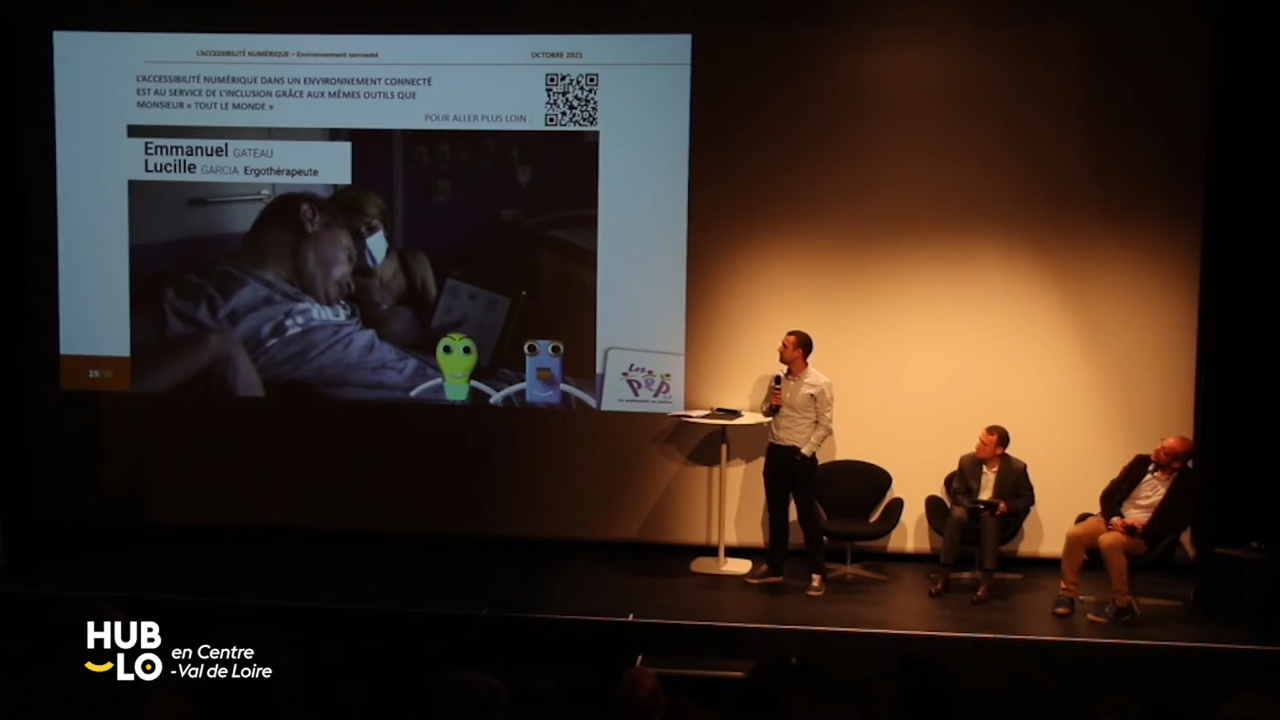 L'ACCESSIBILITÉ NUMÉRIQUE – Environnement connecté
OCTOBRE 2021
L'ACCESSIBILITÉ NUMÉRIQUE DANS UN ENVIRONNEMENT CONNECTÉ
EST AU SERVICE DE L'INCLUSION GRÂCE AUX MÊMES OUTILS QUE
MONSIEUR « TOUT LE MONDE »
POUR ALLER PLUS LOIN :
Emmanuel GATEAU
Lucille GARCIA Ergothérapeute
19
Les
PEP
HUB
LO
en Centre
-Val de Loire